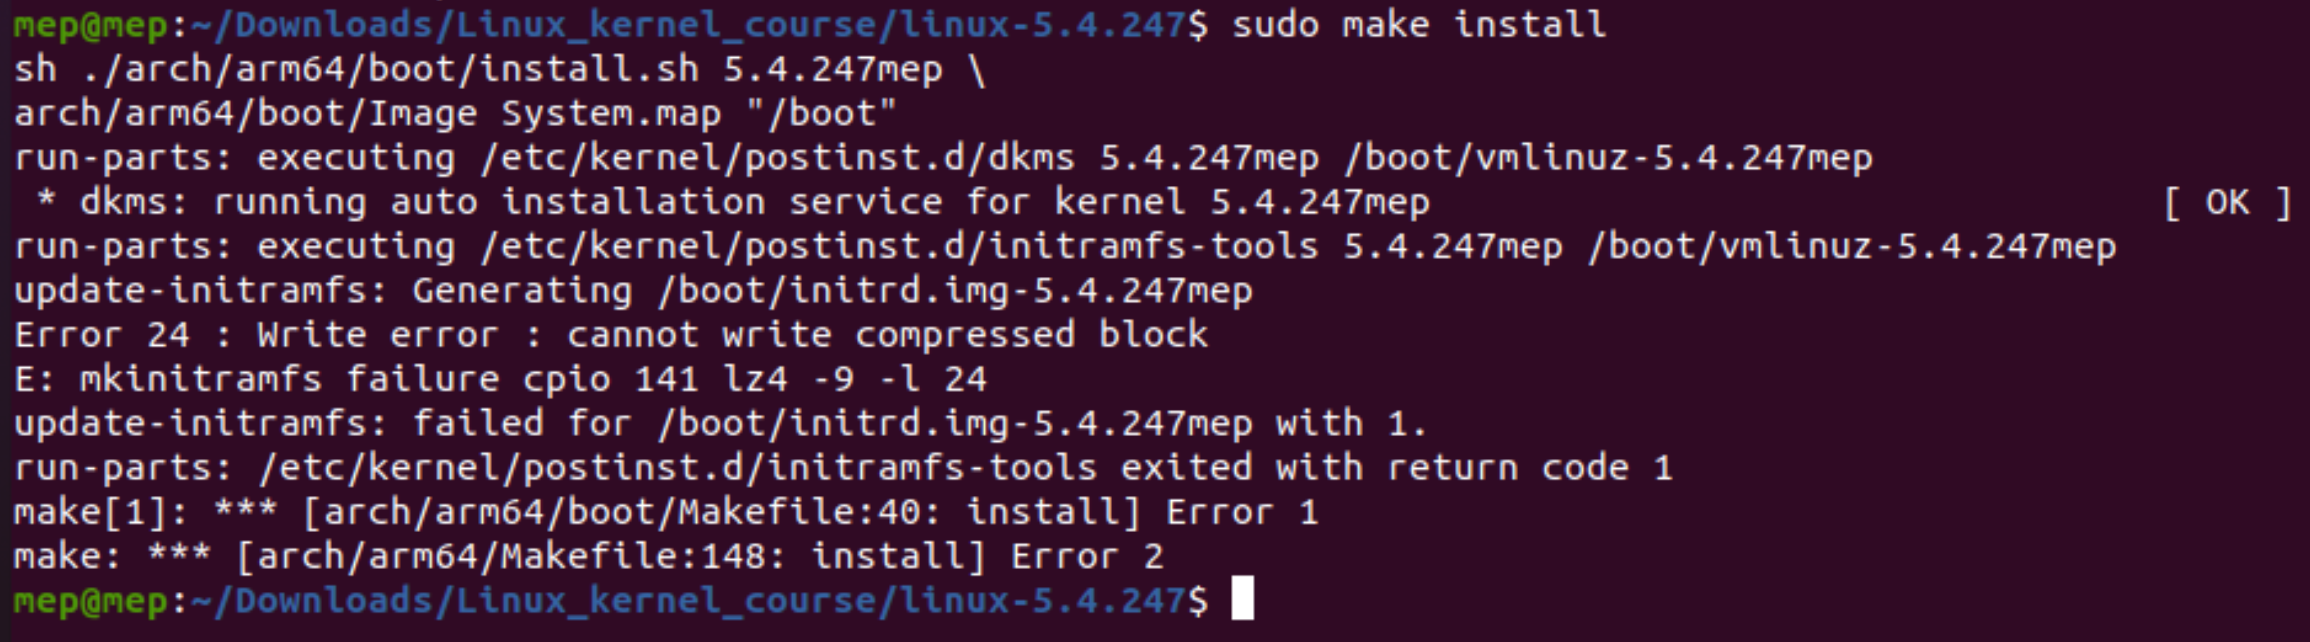 mep@mep:~/Downloads/Linux_kernel_course/linux-5.4.247$ sudo make install
sh ./arch/arm64/boot/install.sh 5.4.247mep \
arch/arm64/boot/Image System.map "/boot"
run-parts: executing /etc/kernel/postinst.d/dkms 5.4.247mep /boot/vmlinuz-5.4.247mep
 * dkms: running auto installation service for kernel 5.4.247mep [ OK ]
run-parts: executing /etc/kernel/postinst.d/initramfs-tools 5.4.247mep /boot/vmlinuz-5.4.247mep
update-initramfs: Generating /boot/initrd.img-5.4.247mep
Error 24 : Write error : cannot write compressed block
E: mkinitramfs failure cpio 141 lz4 -9 -l 24
update-initramfs: failed for /boot/initrd.img-5.4.247mep with 1.
run-parts: /etc/kernel/postinst.d/initramfs-tools exited with return code 1
make[1]: *** [arch/arm64/boot/Makefile:40: install] Error 1
make: *** [arch/arm64/Makefile:148: install] Error 2
mep@mep:~/Downloads/Linux_kernel_course/linux-5.4.247$